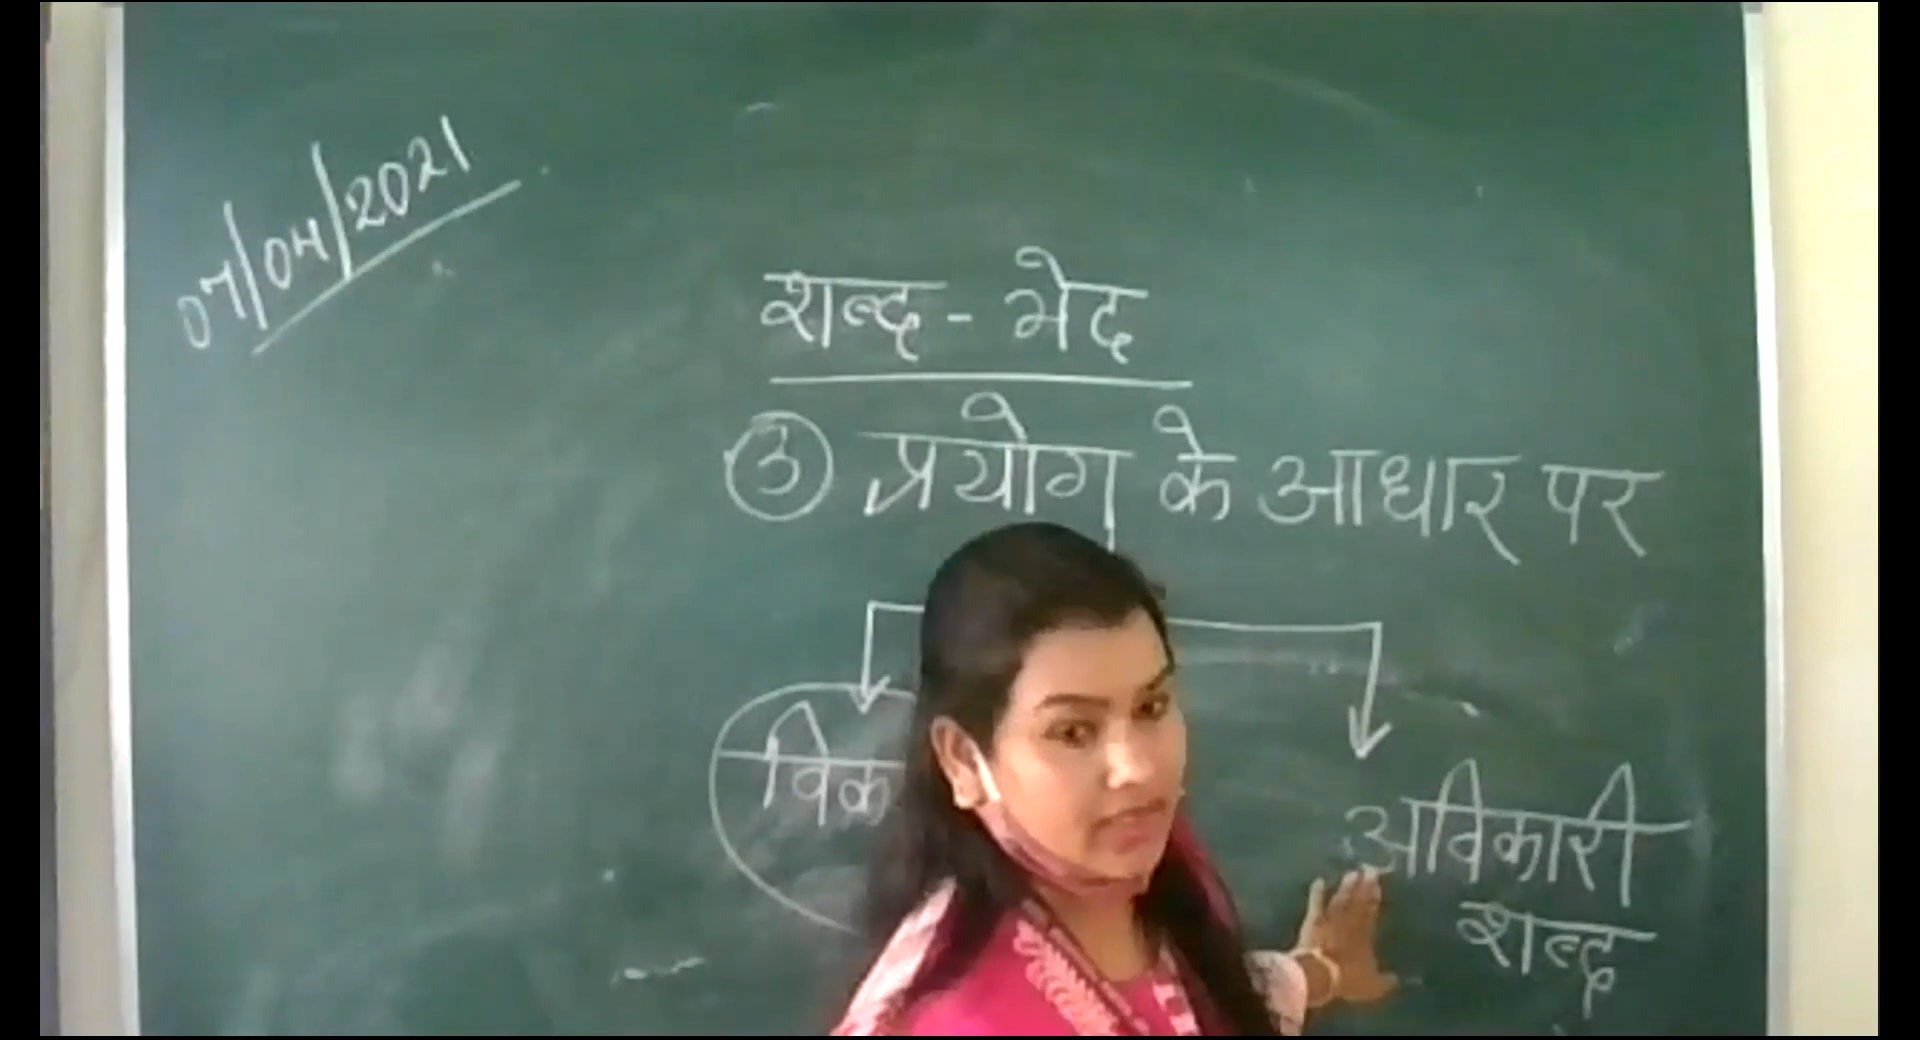 07/04/2021
शब्द - भेद
③ प्रयोग के आधार पर
अविकारी
शब्द